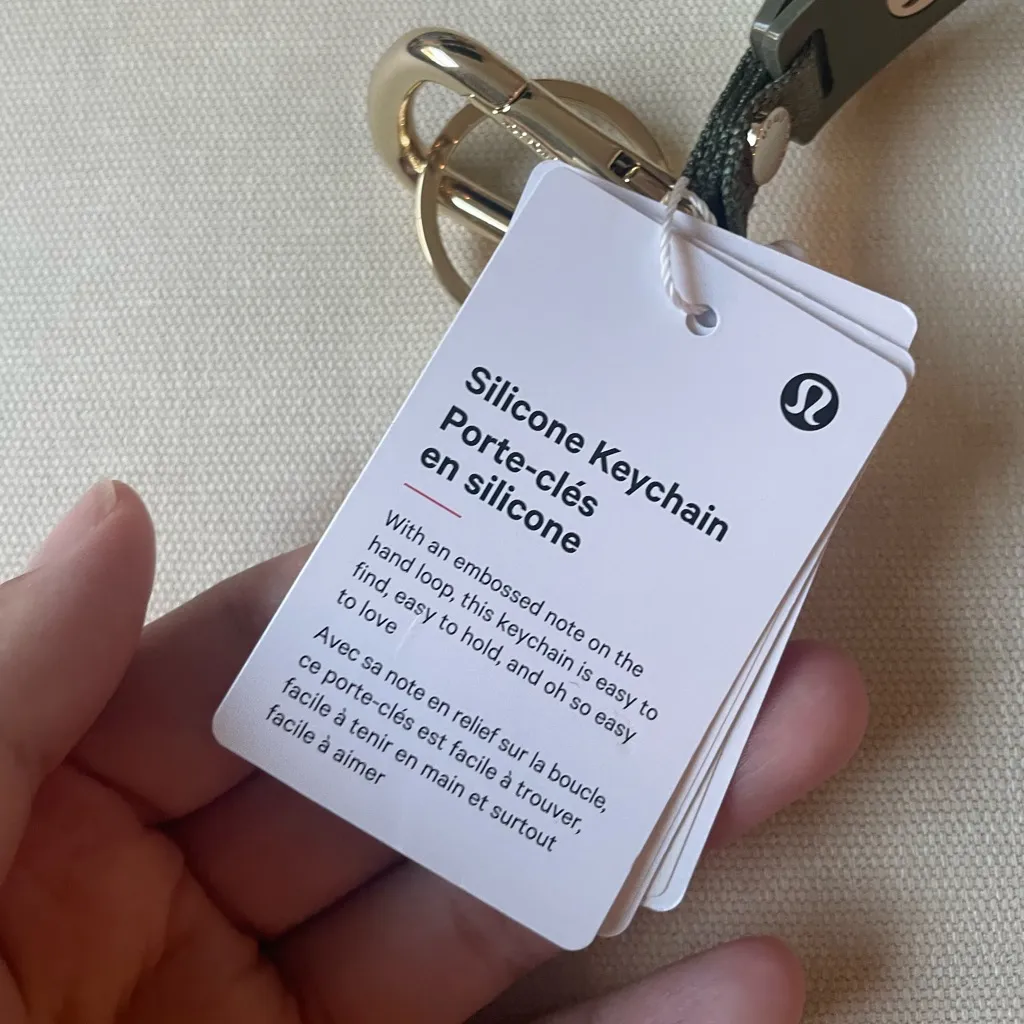 Silicone Keychain
Porte-clés
en silicone
With an embossed note on the
hand loop, this keychain is easy to
find, easy to hold, and oh so easy
to love
Avec sa note en relief sur la boucle,
ce porte-clés est facile à trouver,
facile à tenir en main et surtout
facile à aimer